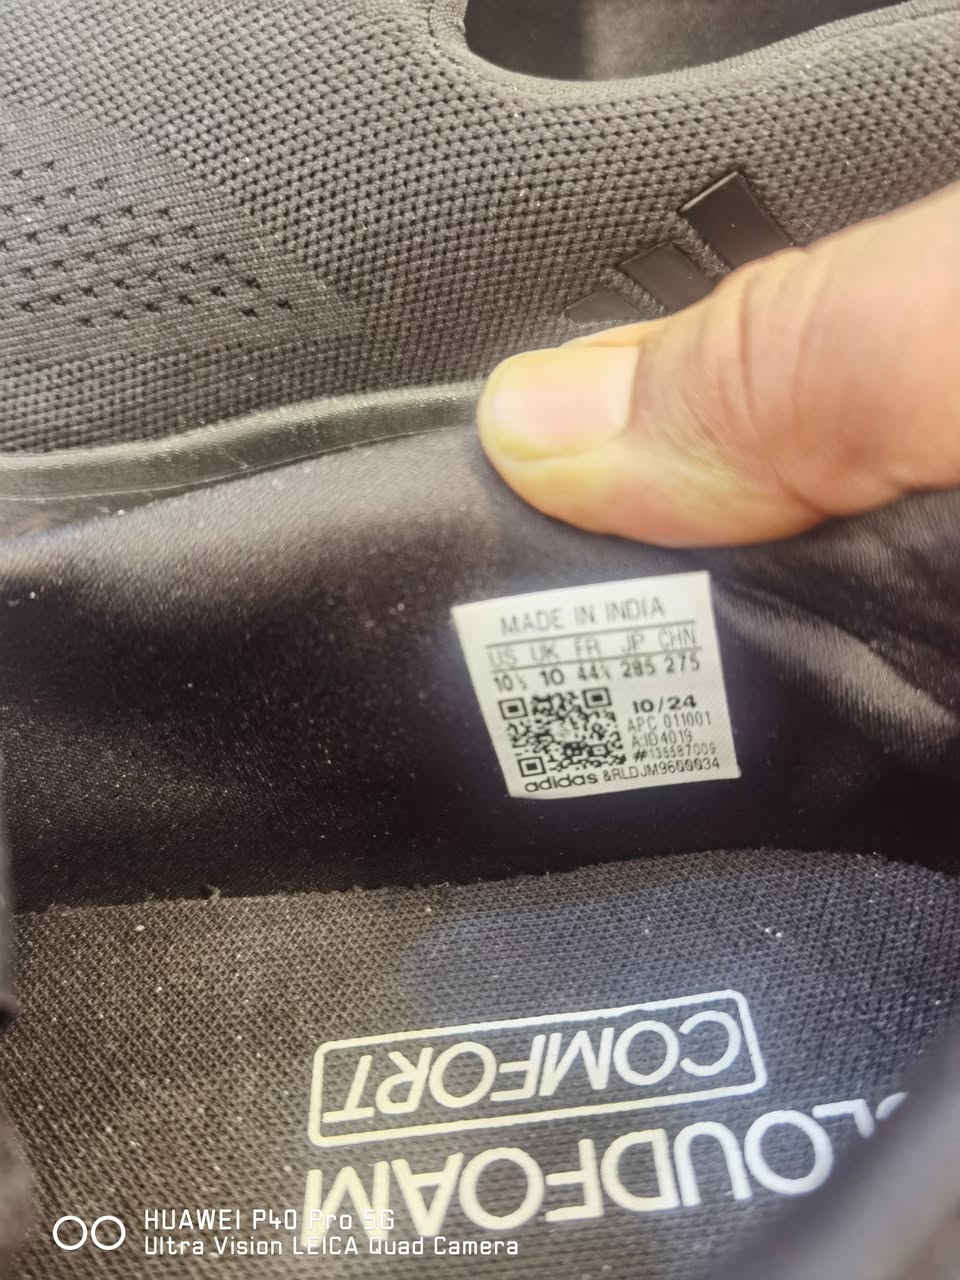 MADE IN INDIA
US UK FR JP CHN
10½ 10 44⅔ 285 275
10/24
APC 011001
AJD4019
adidas &RLDJM9600034
COMFORT
CLOUDFOAM
HUAWEI P40 Pro 5G
Ultra Vision LEICA Quad Camera